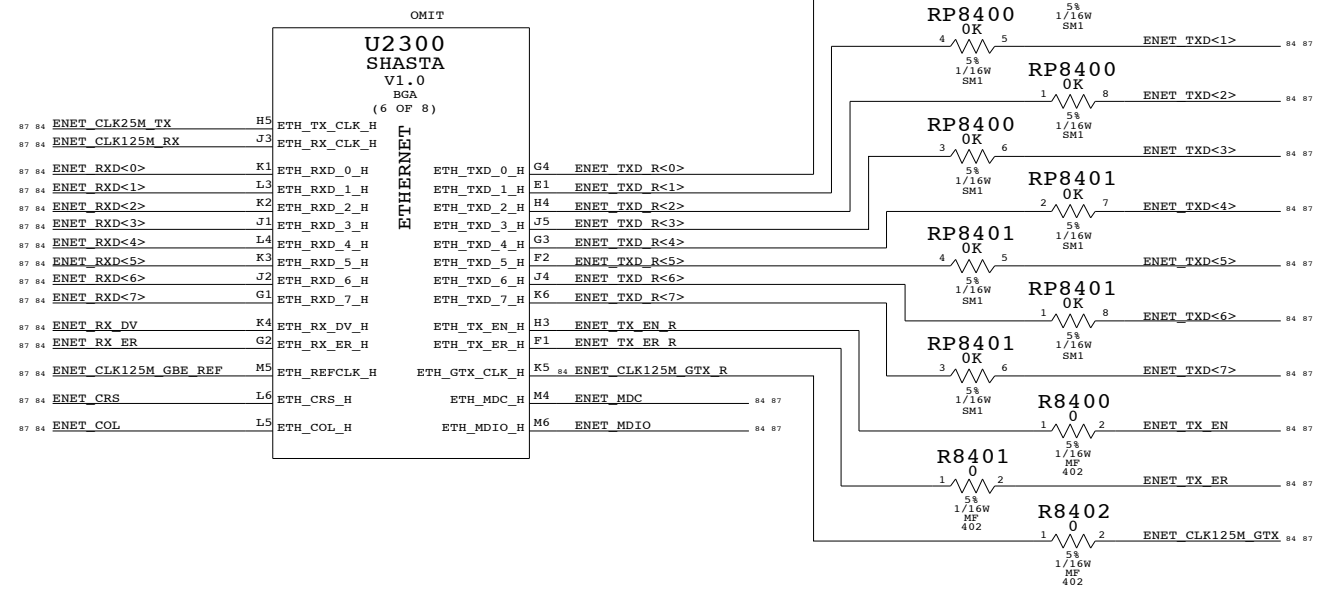 OMIT
U2300
SHASTA
V1.0
BGA
(6 OF 8)
ETHERNET
87 84 ENET_CLK25M_TX H5 ETH_TX_CLK_H
87 84 ENET_CLK125M_RX J3 ETH_RX_CLK_H
87 84 ENET_RXD<0> K1 ETH_RXD_0_H
87 84 ENET_RXD<1> L3 ETH_RXD_1_H
87 84 ENET_RXD<2> K2 ETH_RXD_2_H
87 84 ENET_RXD<3> J1 ETH_RXD_3_H
87 84 ENET_RXD<4> L4 ETH_RXD_4_H
87 84 ENET_RXD<5> K3 ETH_RXD_5_H
87 84 ENET_RXD<6> J2 ETH_RXD_6_H
87 84 ENET_RXD<7> G1 ETH_RXD_7_H
87 84 ENET_RX_DV K4 ETH_RX_DV_H
87 84 ENET_RX_ER G2 ETH_RX_ER_H
87 84 ENET_CLK125M_GBE_REF M5 ETH_REFCLK_H
87 84 ENET_CRS L6 ETH_CRS_H
87 84 ENET_COL L5 ETH_COL_H
ETH_TXD_0_H G4 ENET_TXD_R<0>
ETH_TXD_1_H E1 ENET_TXD_R<1>
ETH_TXD_2_H H4 ENET_TXD_R<2>
ETH_TXD_3_H J5 ENET_TXD_R<3>
ETH_TXD_4_H G3 ENET_TXD_R<4>
ETH_TXD_5_H F2 ENET_TXD_R<5>
ETH_TXD_6_H J4 ENET_TXD_R<6>
ETH_TXD_7_H K6 ENET_TXD_R<7>
ETH_TX_EN_H H3 ENET_TX_EN_R
ETH_TX_ER_H F1 ENET_TX_ER_R
ETH_GTX_CLK_H K5 84 ENET_CLK125M_GTX_R
ETH_MDC_H M4 ENET_MDC 84 87
ETH_MDIO_H M6 ENET_MDIO 84 87
5%
1/16W
SM1
RP8400
0K
4 5 ENET_TXD<1> 84 87
5%
1/16W
SM1
RP8400
0K
1 8 ENET_TXD<2> 84 87
5%
1/16W
SM1
RP8400
0K
3 6 ENET_TXD<3> 84 87
5%
1/16W
SM1
RP8401
0K
2 7 ENET_TXD<4> 84 87
5%
1/16W
SM1
RP8401
0K
4 5 ENET_TXD<5> 84 87
5%
1/16W
SM1
RP8401
0K
1 8 ENET_TXD<6> 84 87
5%
1/16W
SM1
RP8401
0K
3 6 ENET_TXD<7> 84 87
5%
1/16W
SM1
R8400
0
1 2 ENET_TX_EN 84 87
5%
1/16W
MF
402
R8401
0
1 2 ENET_TX_ER 84 87
5%
1/16W
MF
402
R8402
0
1 2 ENET_CLK125M_GTX 84 87
5%
1/16W
MF
402